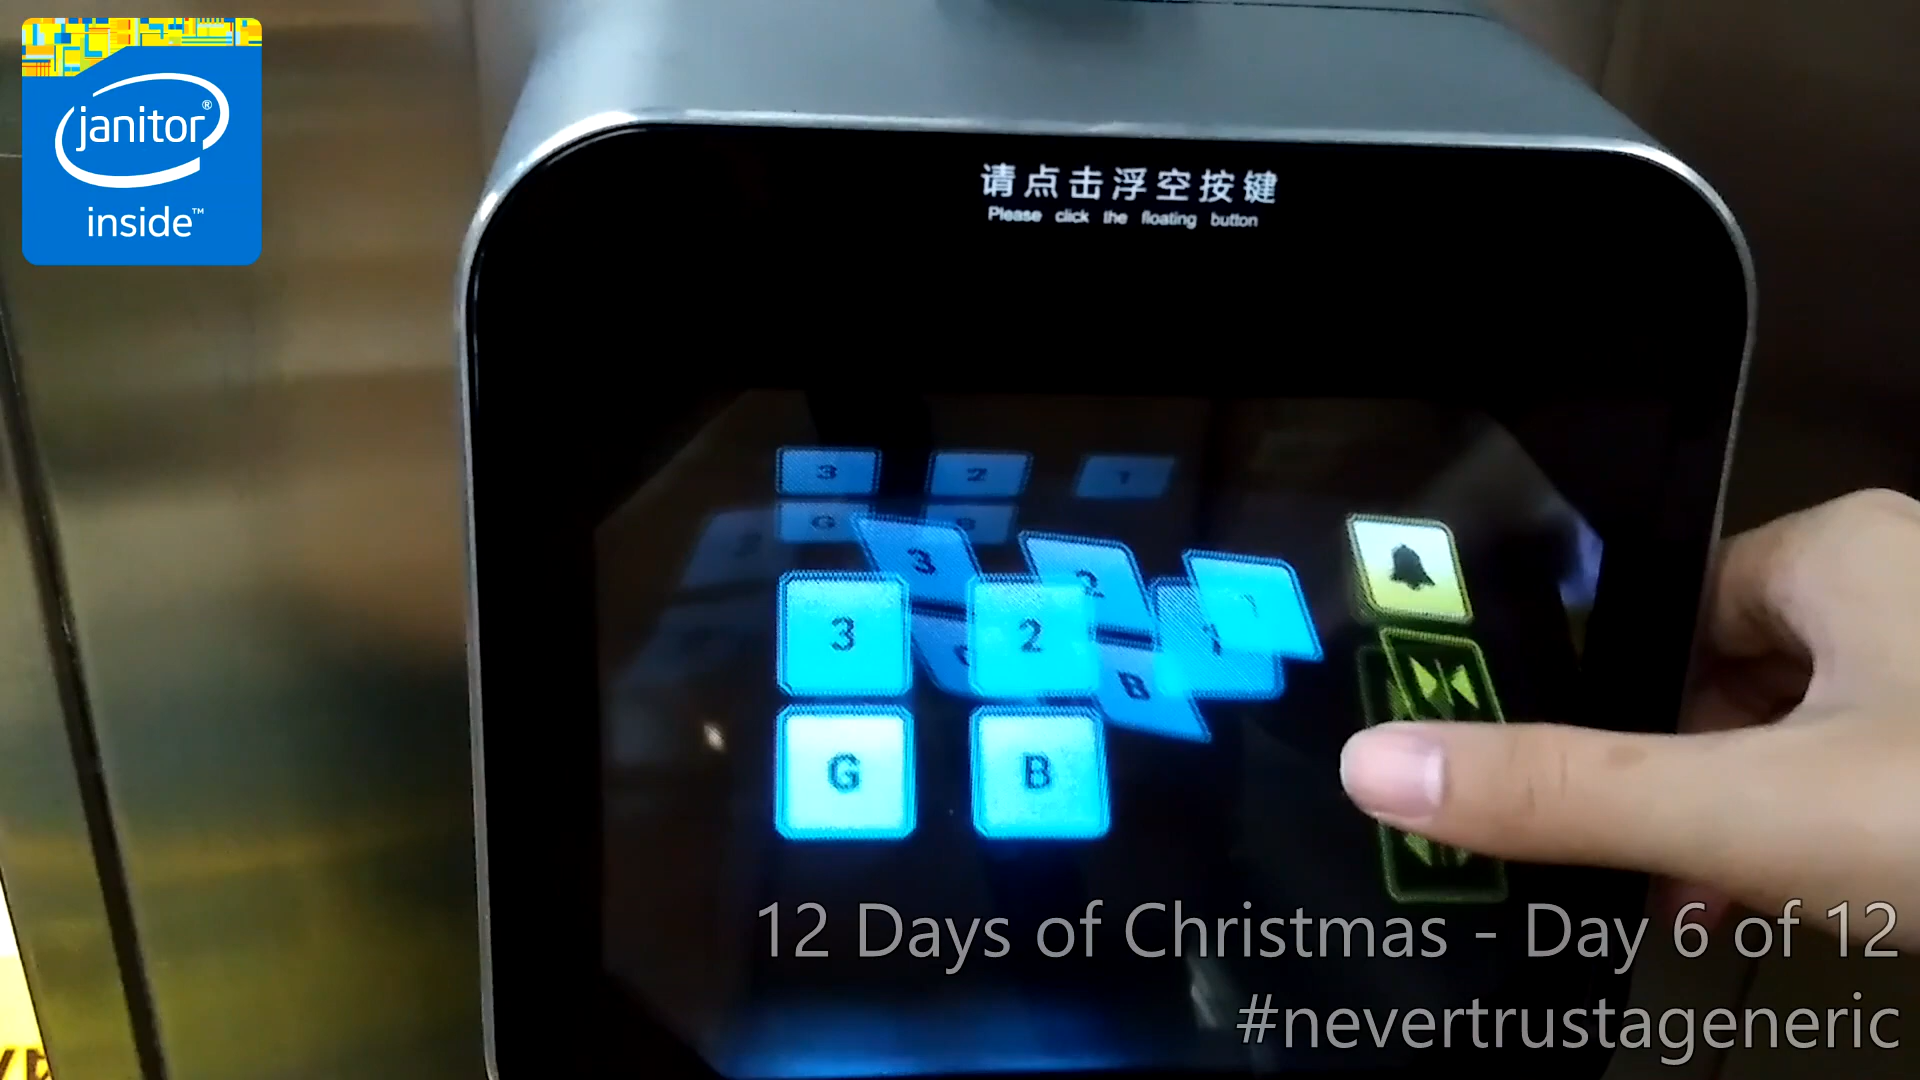 janitor®
inside™
请点击浮空按键
Please click the floating button
3 2 1
G B
3 2 1
B
3 2 1
G B
12 Days of Christmas - Day 6 of 12
#nevertrustageneric